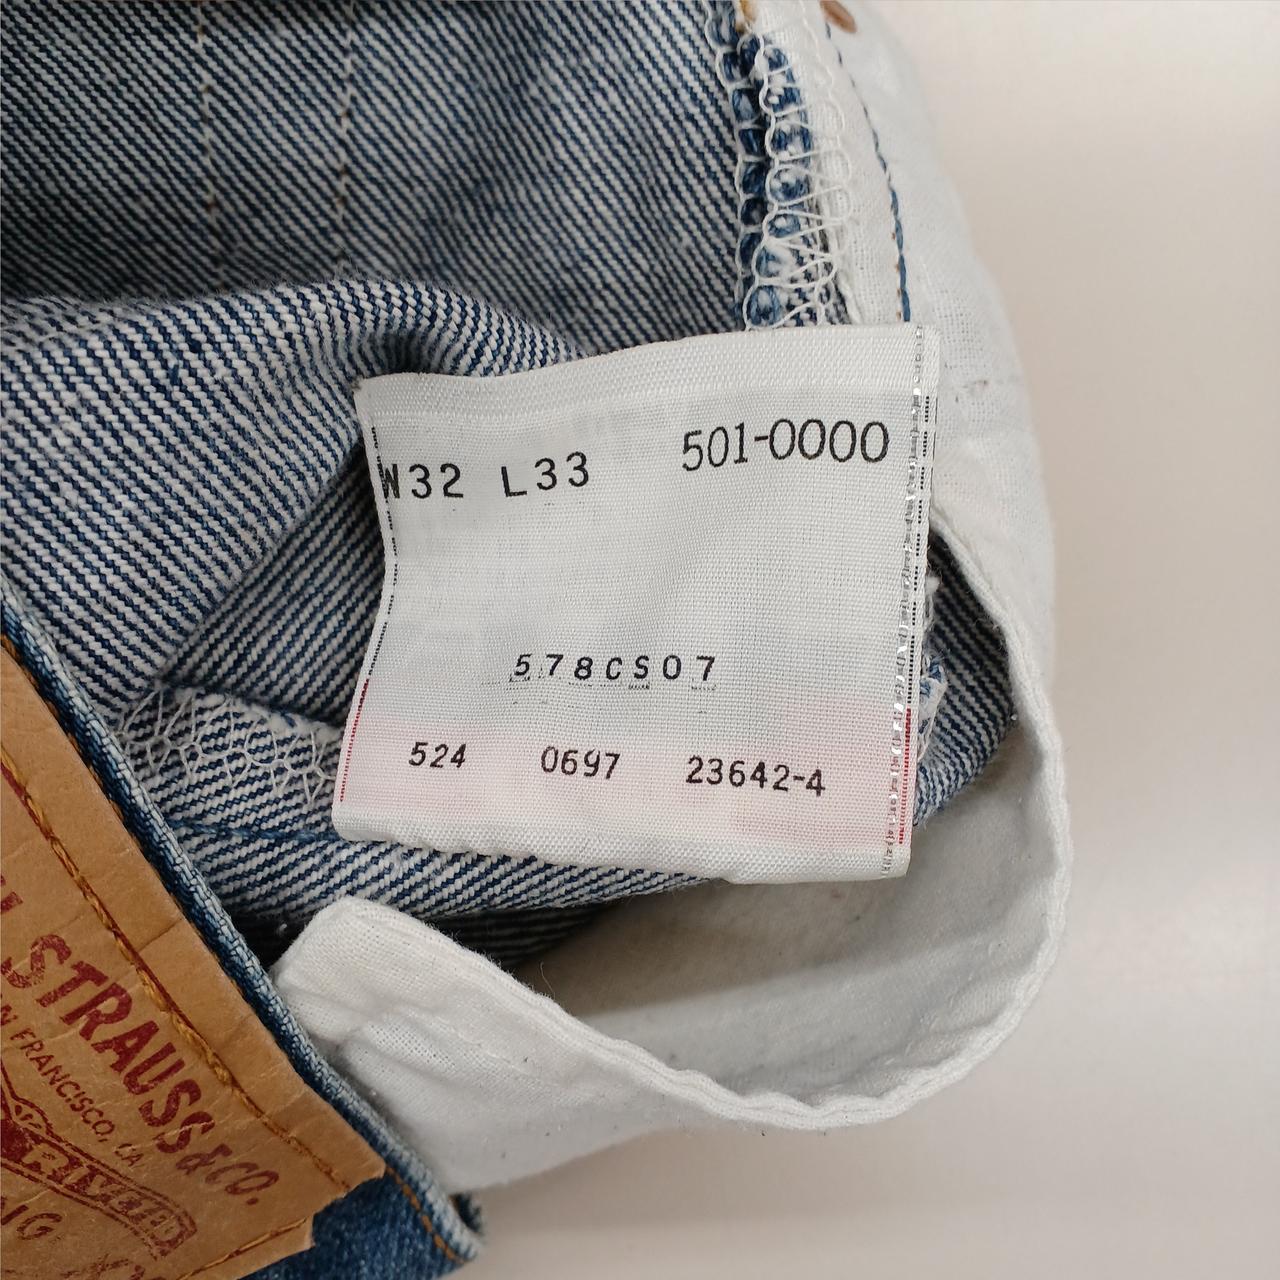 W32 L33 501-0000
578CS07
524 0697 23642-4
STRAUSS & CO.
N FRANCISCO, CA